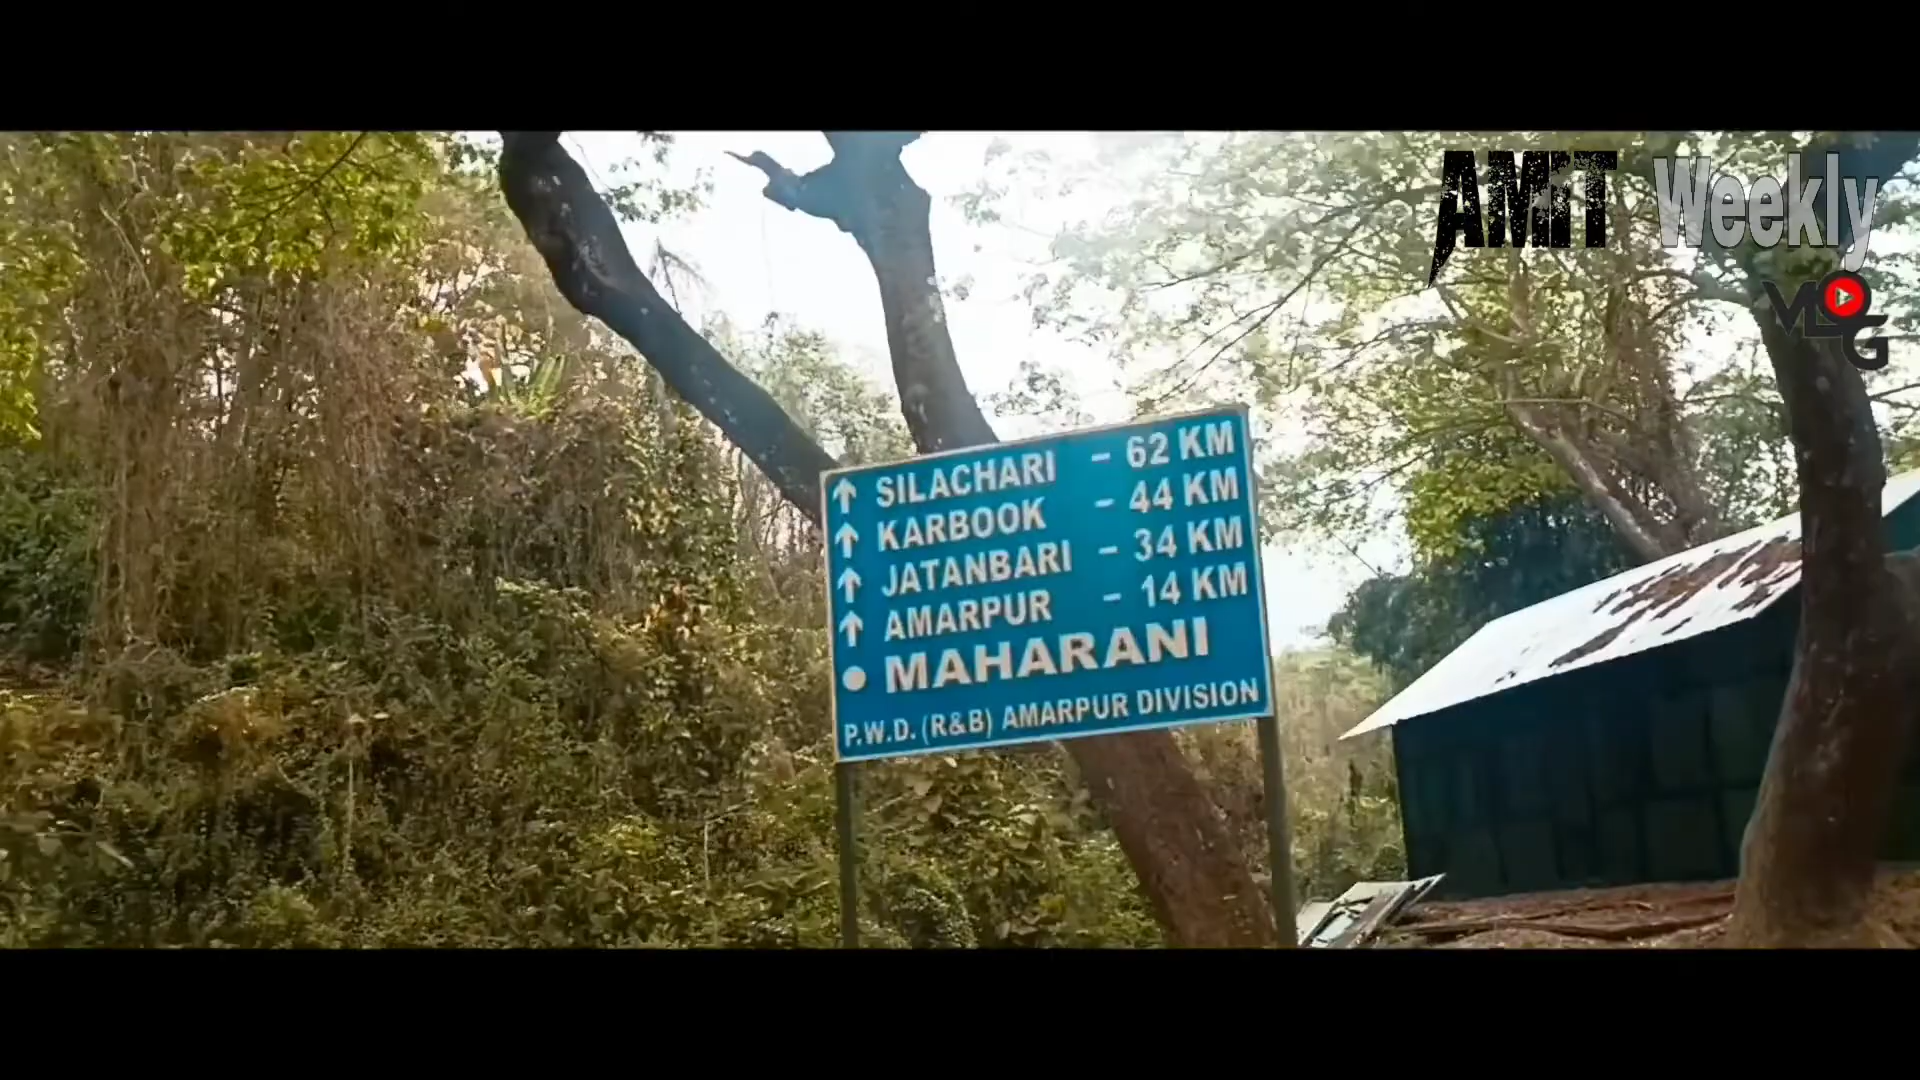 AMIT Weekly
VLOG
↑ SILACHARI - 62 KM
↑ KARBOOK - 44 KM
↑ JATANBARI - 34 KM
↑ AMARPUR - 14 KM
● MAHARANI
P.W.D. (R&B) AMARPUR DIVISION